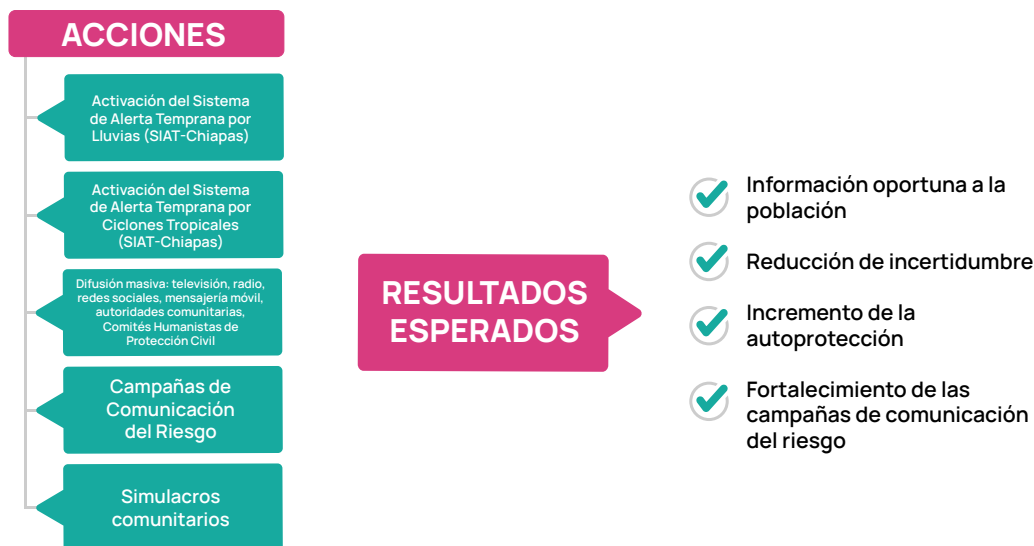 ACCIONES
Activación del Sistema
de Alerta Temprana por
Lluvias (SIAT-Chiapas)
Activación del Sistema
de Alerta Temprana por
Ciclones Tropicales
(SIAT-Chiapas)
Difusión masiva: televisión, radio,
redes sociales, mensajería móvil,
autoridades comunitarias,
Comités Humanistas de
Protección Civil
Campañas de
Comunicación
del Riesgo
Simulacros
comunitarios
RESULTADOS
ESPERADOS
Información oportuna a la
población
Reducción de incertidumbre
Incremento de la
autoprotección
Fortalecimiento de las
campañas de comunicación
del riesgo